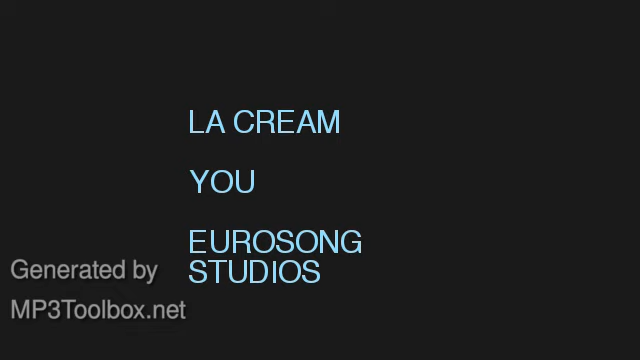 LA CREAM
YOU
EUROSONG
STUDIOS
Generated by
MP3Toolbox.net